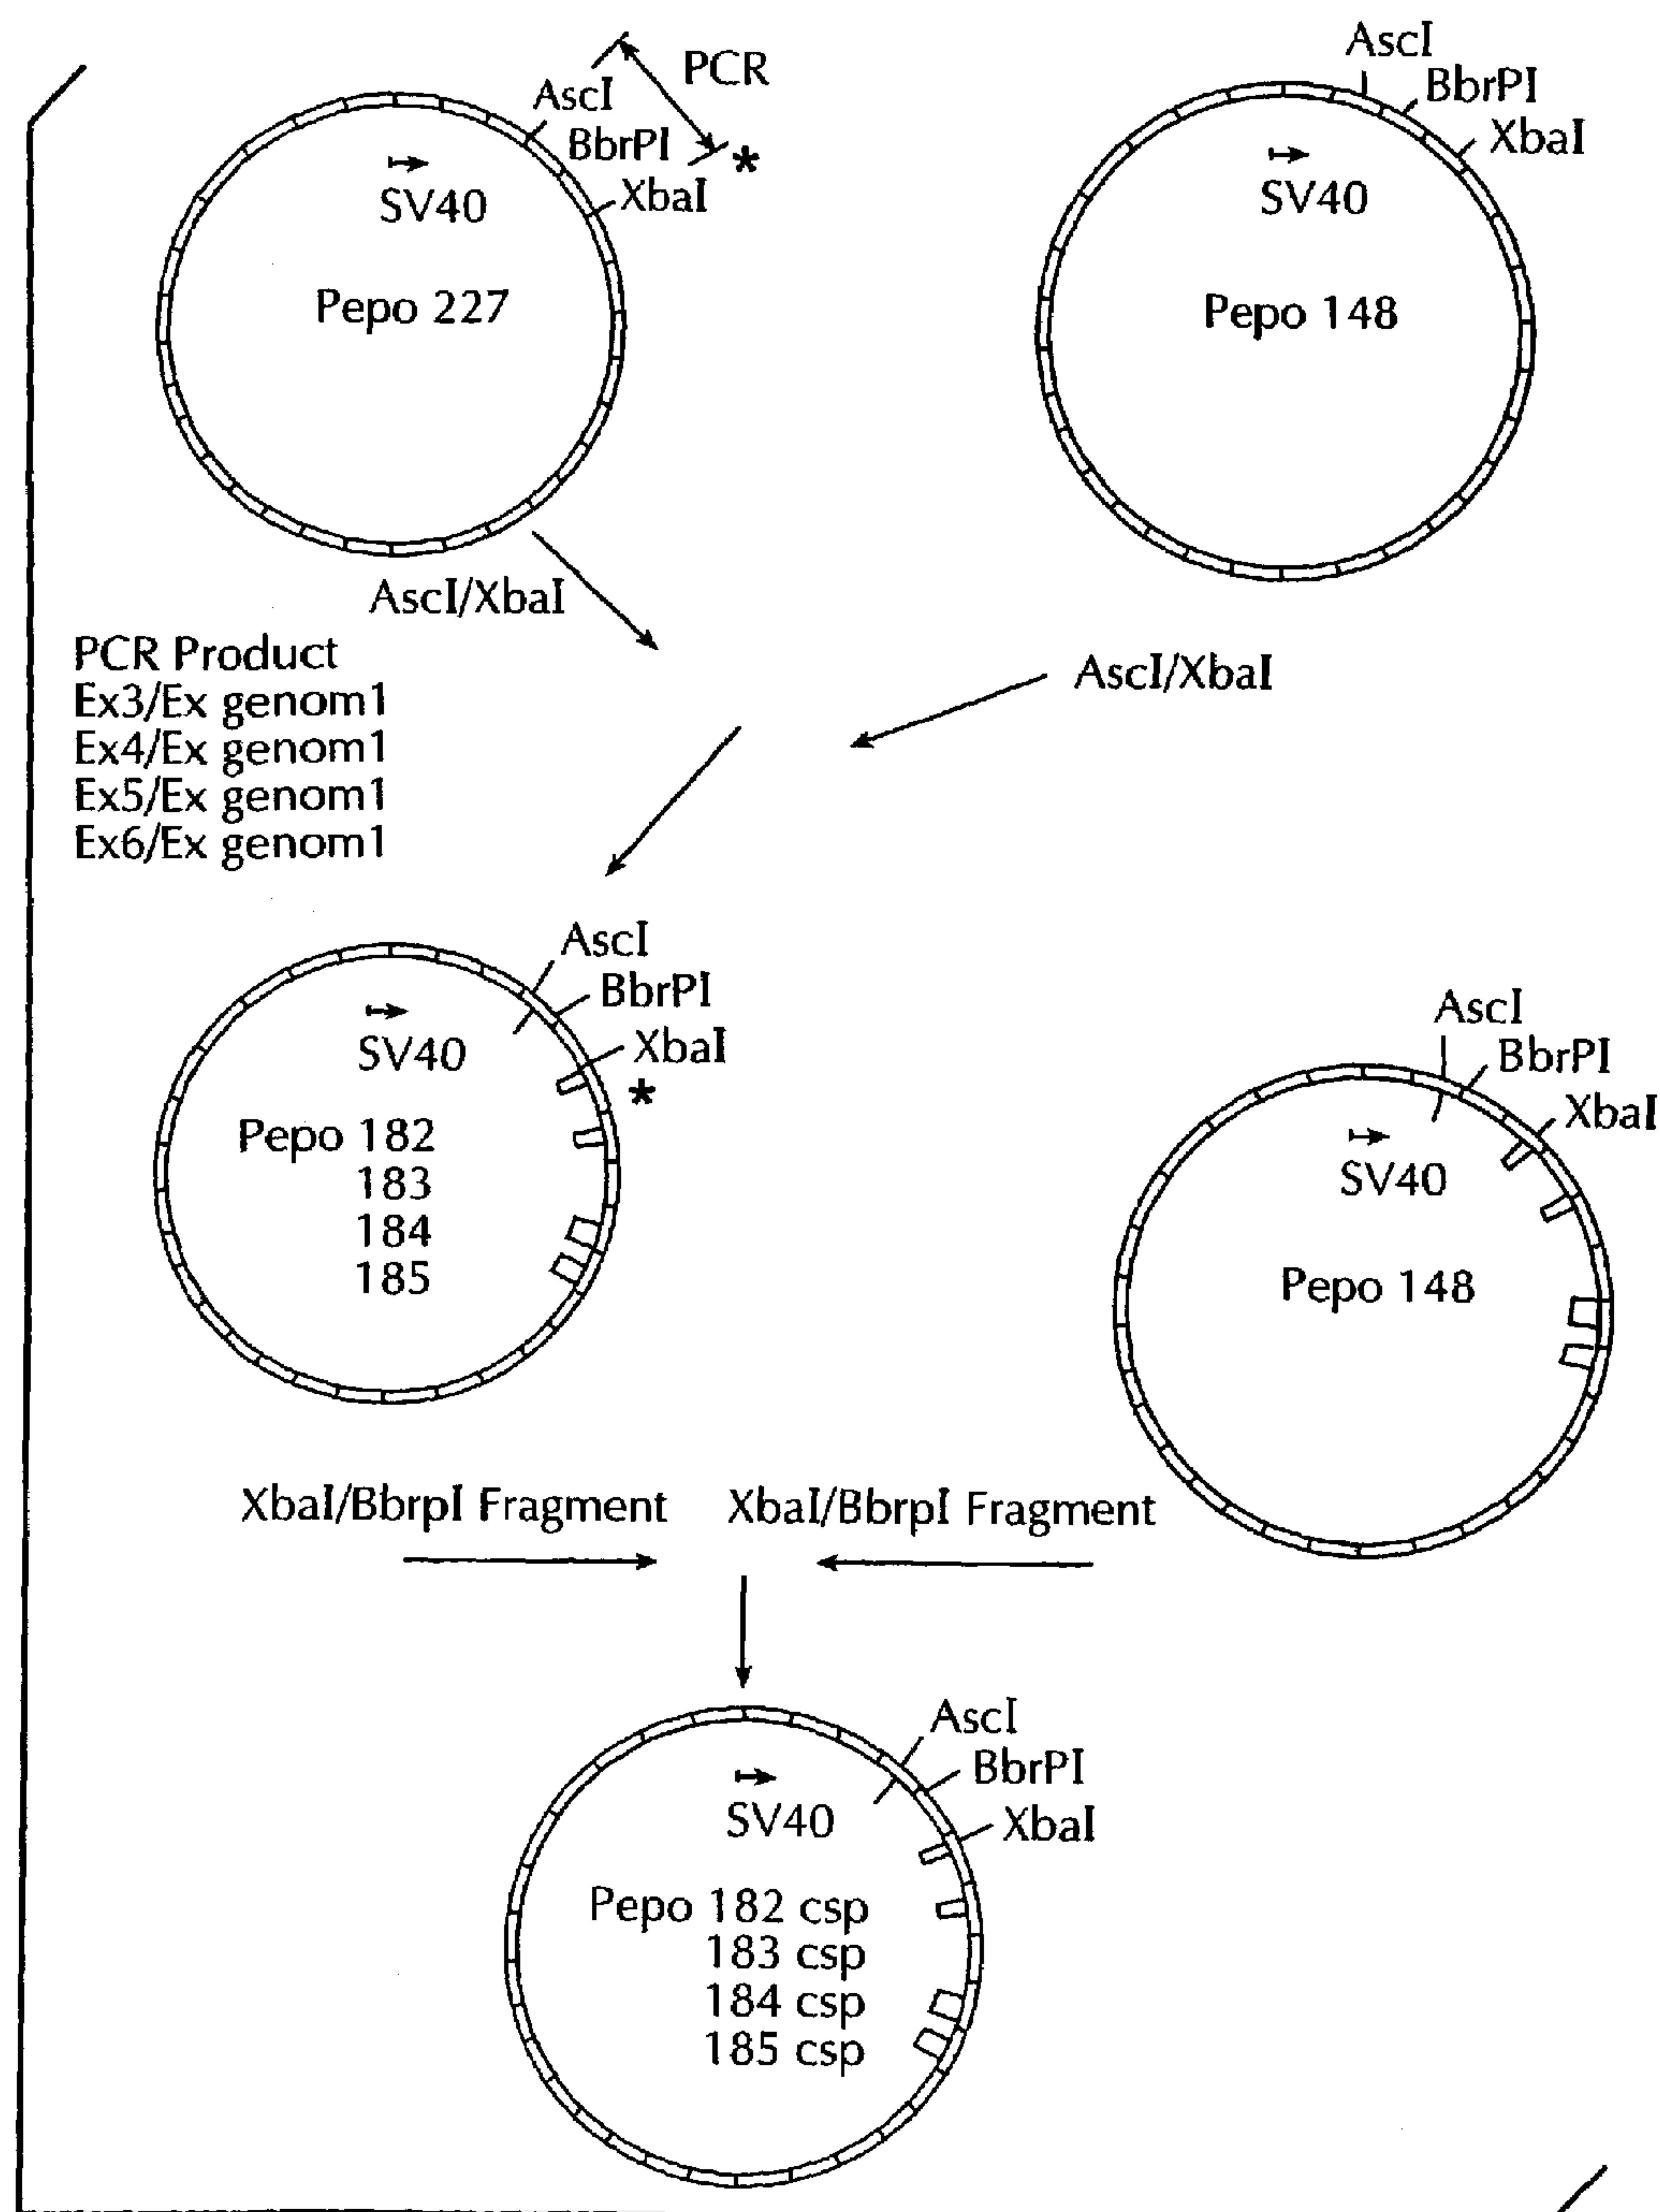 PCR
AscI
BbrPI
*
XbaI
SV40
Pepo 227
AscI
BbrPI
XbaI
SV40
Pepo 148
AscI/XbaI
AscI/XbaI
PCR Product
Ex3/Ex genom1
Ex4/Ex genom1
Ex5/Ex genom1
Ex6/Ex genom1
AscI
BbrPI
XbaI
*
SV40
Pepo 182
183
184
185
AscI
BbrPI
XbaI
SV40
Pepo 148
XbaI/BbrpI Fragment
XbaI/BbrpI Fragment
AscI
BbrPI
XbaI
SV40
Pepo 182 csp
183 csp
184 csp
185 csp